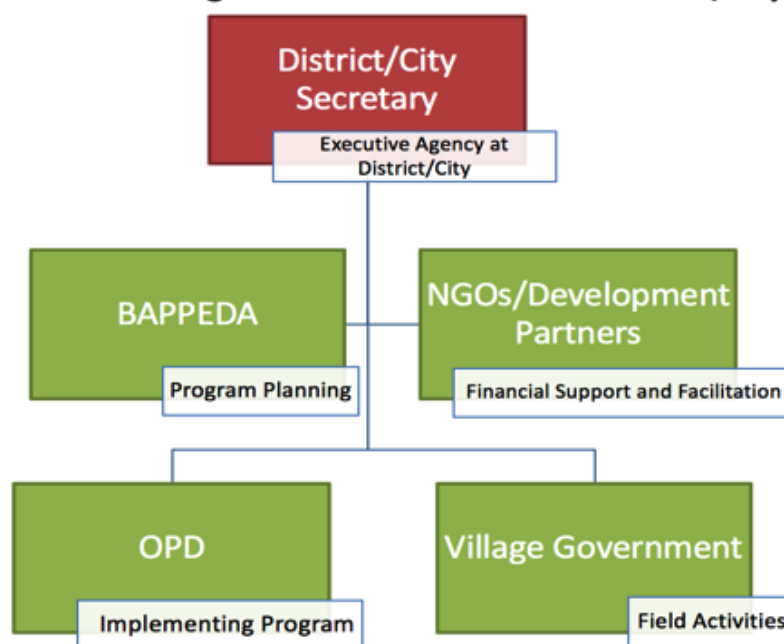 District/City
Secretary
Executive Agency at
District/City
BAPPEDA
Program Planning
NGOs/Development
Partners
Financial Support and Facilitation
OPD
Implementing Program
Village Government
Field Activities